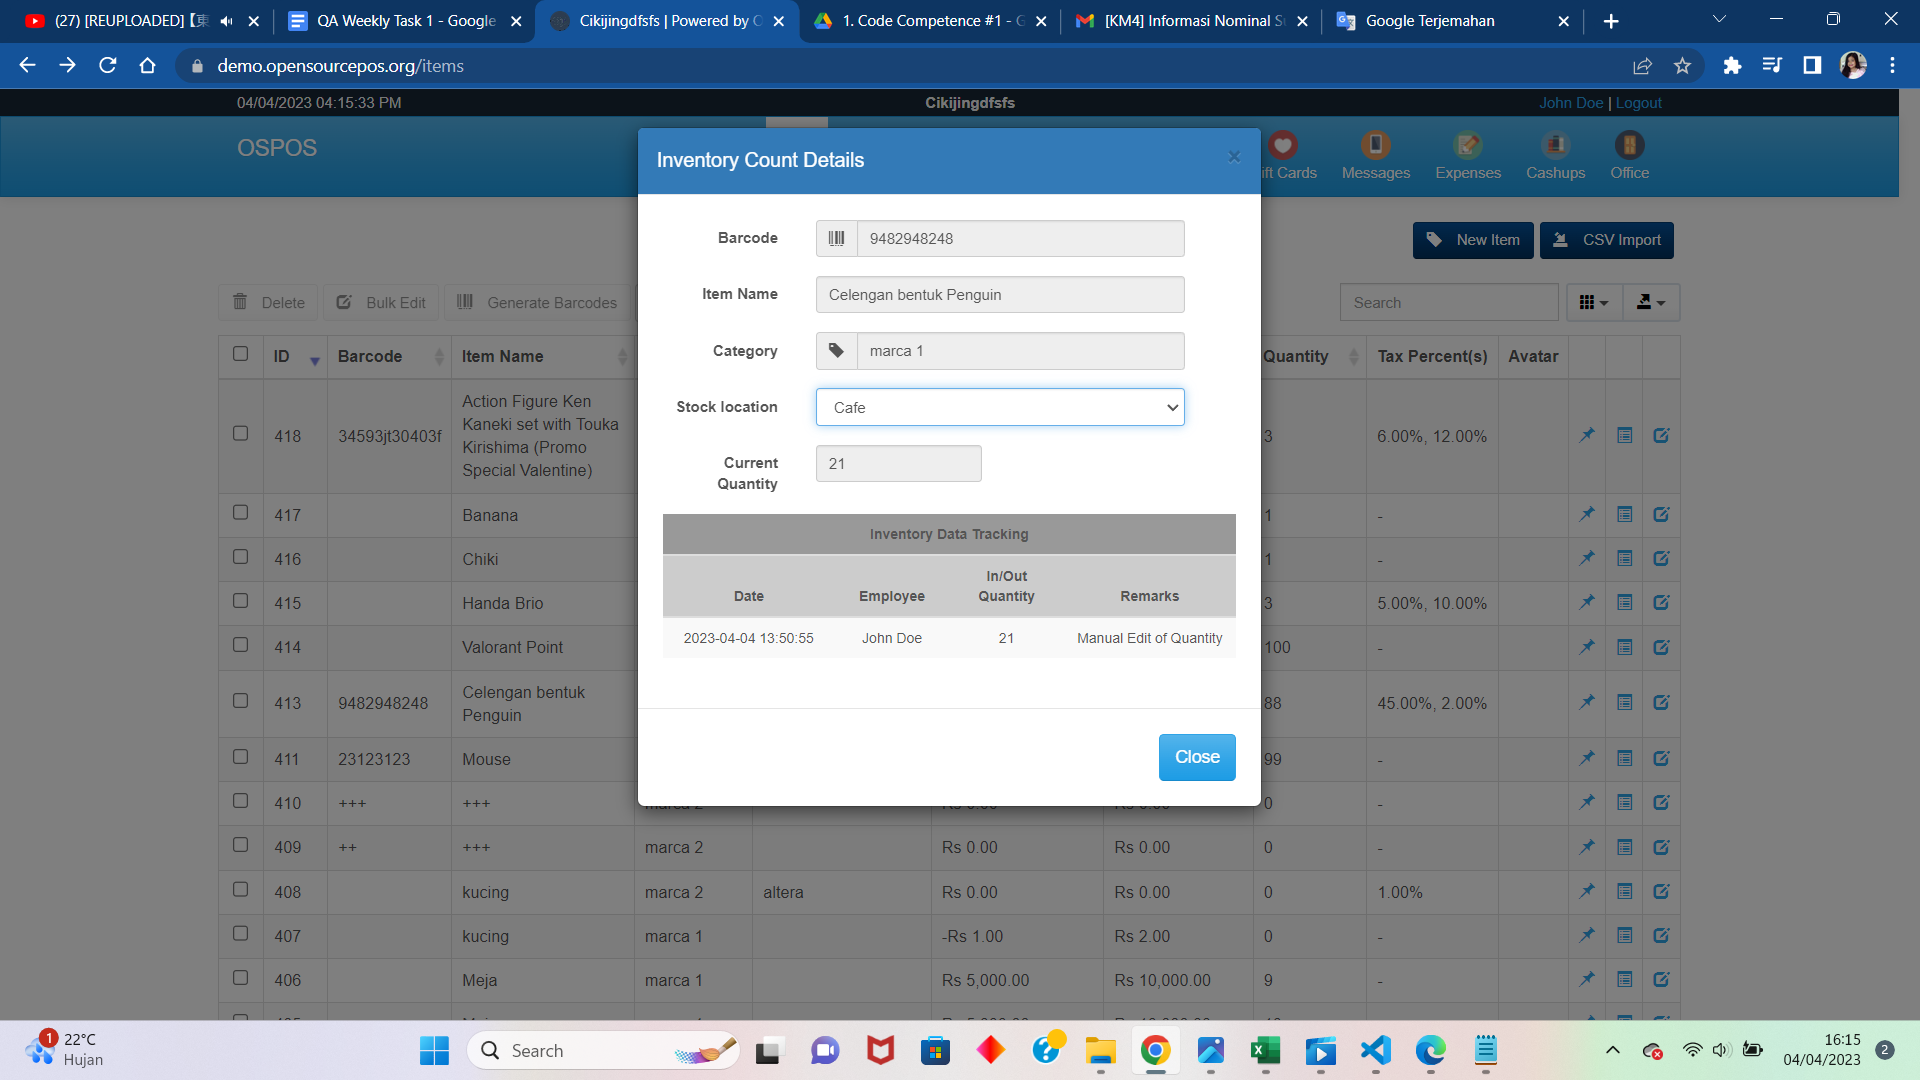 (27) [REUPLOADED]【東
QA Weekly Task 1 - Google
Cikijingdfsfs | Powered by O
1. Code Competence #1 - G
[KM4] Informasi Nominal S
Google Terjemahan
demo.opensourcepos.org/items
04/04/2023 04:15:33 PM
Cikijingdfsfs
John Doe | Logout
OSPOS
ift Cards
Messages
Expenses
Cashups
Office
Inventory Count Details
×
New Item
CSV Import
Barcode
9482948248
Item Name
Celengan bentuk Penguin
Category
marca 1
Stock location
Cafe
Current
Quantity
21
Inventory Data Tracking
Date
Employee
In/Out
Quantity
Remarks
2023-04-04 13:50:55
John Doe
21
Manual Edit of Quantity
Close
Delete
Bulk Edit
Generate Barcodes
Search
ID
Barcode
Item Name
Quantity
Tax Percent(s)
Avatar
418
34593jt30403f
Action Figure Ken
Kaneki set with Touka
Kirishima (Promo
Special Valentine)
3
6.00%, 12.00%
417
Banana
1
-
416
Chiki
1
-
415
Handa Brio
3
5.00%, 10.00%
414
Valorant Point
100
-
413
9482948248
Celengan bentuk
Penguin
88
45.00%, 2.00%
411
23123123
Mouse
99
-
410
+++
+++
0
-
409
++
+++
marca 2
Rs 0.00
Rs 0.00
0
-
408
kucing
marca 2
altera
Rs 0.00
Rs 0.00
0
1.00%
407
kucing
marca 1
-Rs 1.00
Rs 2.00
0
-
406
Meja
marca 1
Rs 5,000.00
Rs 10,000.00
9
-
1
22°C
Hujan
Search
16:15
04/04/2023
2